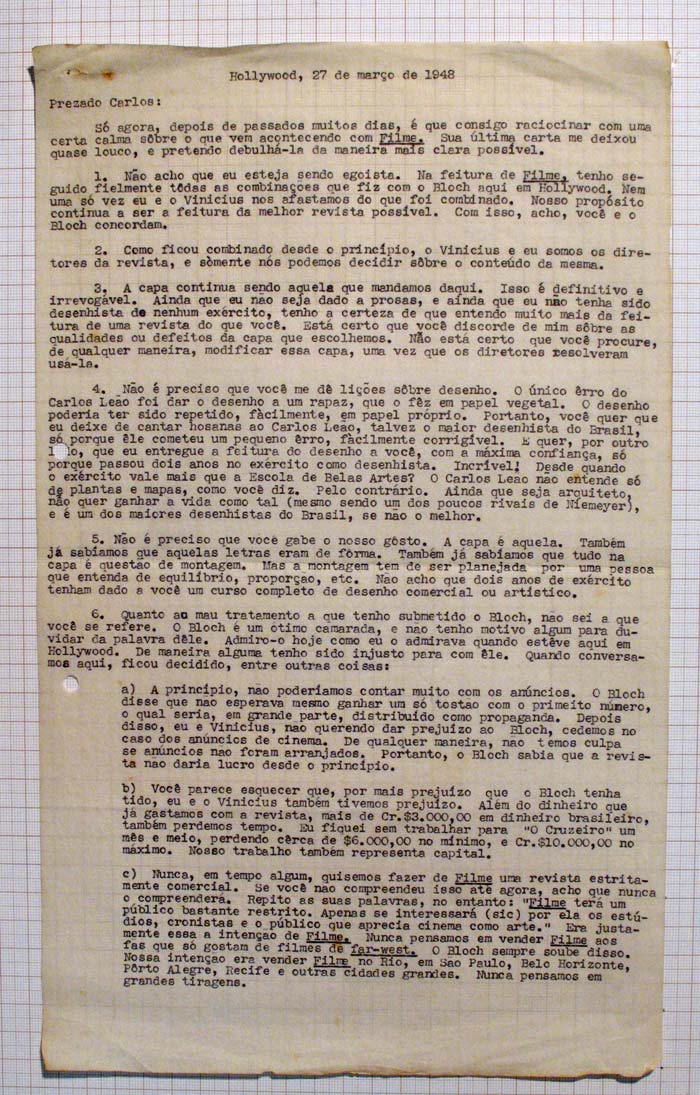 Hollywood, 27 de março de 1948
Prezado Carlos:
Só agora, depois de passados muitos dias, é que consigo raciocinar com uma
certa calma sôbre o que vem acontecendo com Filme. Sua última carta me deixou
quase louco, e pretendo debulhá-la da maneira mais clara possível.
1. Não acho que eu esteja sendo egoista. Na feitura de Filme, tenho se-
guido fielmente tôdas as combinações que fiz com o Bloch aqui em Hollywood. Nem
uma só vez eu e o Vinicius nos afastamos do que foi combinado. Nosso propósito
continua a ser a feitura da melhor revista possível. Com isso, acho, você e o
Bloch concordam.
2. Como ficou combinado desde o princípio, o Vinicius e eu somos os dire-
tores da revista, e sòmente nós podemos decidir sôbre o conteúdo da mesma.
3. A capa continua sendo aquela que mandamos daqui. Isso é definitivo e
irrevogável. Ainda que eu não seja dado a prosas, e ainda que eu não tenha sido
desenhista de nenhum exército, tenho a certeza de que entendo muito mais da fei-
tura de uma revista do que você. Está certo que você discorde de mim sôbre as
qualidades ou defeitos da capa que escolhemos. Não está certo que você procure,
de qualquer maneira, modificar essa capa, uma vez que os diretores resolveram
usá-la.
4. Não é preciso que você me dê lições sôbre desenho. O único êrro do
Carlos Leão foi dar o desenho a um rapaz, que o fêz em papel vegetal. O desenho
poderia ter sido repetido, fàcilmente, em papel próprio. Portanto, você quer que
eu deixe de cantar hosanas ao Carlos Leão, talvez o maior desenhista do Brasil,
só porque êle cometeu um pequeno êrro, fàcilmente corrigível. E quer, por outro
lo, que eu entregue a feitura do desenho a você, com a máxima confiança, só
porque passou dois anos no exército como desenhista. Incrível! Desde quando
o exército vale mais que a Escola de Belas Artes? O Carlos Leao não entende só
de plantas e mapas, como você diz. Pelo contrário. Ainda que seja arquiteto,
não quer ganhar a vida como tal (mesmo sendo um dos poucos rivais de Niemeyer),
e é um dos maiores desenhistas do Brasil, se não o melhor.
5. Não é preciso que você gabe o nosso gôsto. A capa é aquela. Também
já sabíamos que aquelas letras eram de fôrma. Também já sabíamos que tudo na
capa é questão de montagem. Mas a montagem tem de ser planejada por uma pessoa
que entenda de equilíbrio, proporçao, etc. Não acho que dois anos de exército
tenham dado a você um curso completo de desenho comercial ou artístico.
6. Quanto ao mau tratamento a que tenho submetido o Bloch, não sei a que
você se refere. O Bloch é um ótimo camarada, e não tenho motivo algum para du-
vidar da palavra dêle. Admiro-o hoje como eu o admirava quando estêve aqui em
Hollywood. De maneira alguma tenho sido injusto para com êle. Quando conversa-
mos aqui, ficou decidido, entre outras coisas:
a) A princípio, não poderíamos contar muito com os anúncios. O Bloch
disse que não esperava mesmo ganhar um só tostao com o primeito número,
o qual seria, em grande parte, distribuido como propaganda. Depois
disso, eu e Vinicius, não querendo dar prejuízo ao Bloch, cedemos no
caso dos anúncios de cinema. De qualquer maneira, não temos culpa
se anúncios não foram arranjados. Portanto, o Bloch sabia que a revis-
ta não daria lucro desde o princípio.
b) Você parece esquecer que, por mais prejuízo que o Bloch tenha
tido, eu e o Vinicius também tivemos prejuízo. Além do dinheiro que
já gastamos com a revista, mais de Cr.$3.000,00 em dinheiro brasileiro,
também perdemos tempo. Eu fiquei sem trabalhar para "O Cruzeiro" um
mês e meio, perdendo cêrca de $6.000,00 no mínimo, e Cr.$10.000,00 no
máximo. Nosso trabalho também representa capital.
c) Nunca, em tempo algum, quisemos fazer de Filme uma revista estrita-
mente comercial. Se você não compreendeu isso até agora, acho que nunca
o compreenderá. Repito as suas palavras, no entanto: "Filme terá um
público bastante restrito. Apenas se interessará (sic) por ela os estú-
dios, cronistas e o público que aprecia cinema como arte." Era justa-
mente essa a intençao de Filme. Nunca pensamos em vender Filme aos
fas que só gostam de filmes de far-west. O Bloch sempre soube disso.
Nossa intençao era vender Filme no Rio, em Sao Paulo, Belo Horizonte,
Pôrto Alegre, Recife e outras cidades grandes. Nunca pensamos em
grandes tiragens.